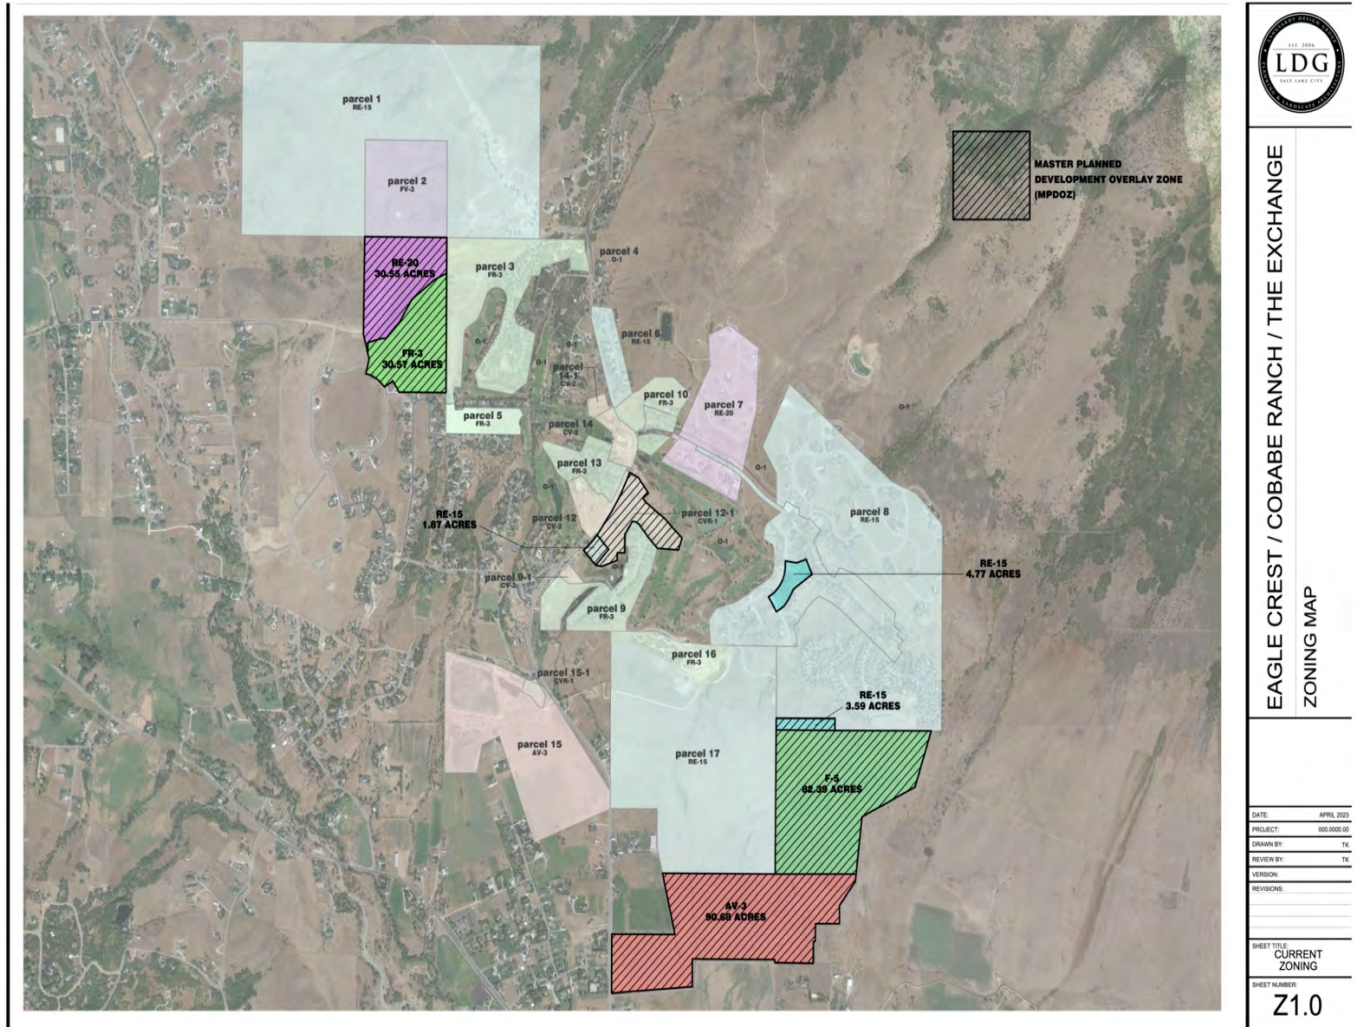 parcel 1
RE-15
parcel 2
FV-3
RE-20
30.55 ACRES
FR-3
30.57 ACRES
parcel 3
FR-3
parcel 4
O-1
parcel 6
RE-15
O-1
O-1
O-1
parcel
14-1
CV-2
parcel 10
FR-3
parcel 7
RE-20
O-1
parcel 5
FR-3
parcel 14
CV-2
parcel 13
FR-3
O-1
O-1
RE-15
1.87 ACRES
parcel 12
CV-2
parcel 12-1
CVR-1
O-1
parcel 8
RE-15
parcel 9-1
CV-2
parcel 9
FR-3
RE-15
4.77 ACRES
parcel 16
FR-3
parcel 15-1
CVR-1
RE-15
3.59 ACRES
parcel 15
AV-3
parcel 17
RE-15
F-5
82.39 ACRES
AV-3
90.68 ACRES
MASTER PLANNED
DEVELOPMENT OVERLAY ZONE
(MPDOZ)
EST. 2006
LDG
SALT LAKE CITY
EAGLE CREST / COBABE RANCH / THE EXCHANGE
ZONING MAP
DATE: APRIL 2023
PROJECT: 000.0000.00
DRAWN BY: TK
REVIEW BY: TK
VERSION:
REVISIONS:
SHEET TITLE:
CURRENT
ZONING
SHEET NUMBER:
Z1.0